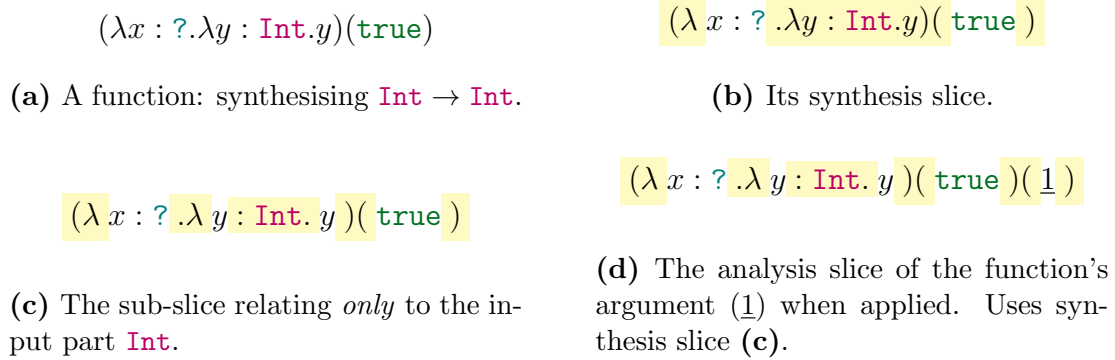 (λx : ?.λy : Int.y)(true)
(a) A function: synthesising Int → Int.
(λ x : ? .λy : Int.y)( true )
(b) Its synthesis slice.
(λ x : ? .λ y : Int. y )( true )
(c) The sub-slice relating only to the in-
put part Int.
(λ x : ? .λ y : Int. y )( true )( 1 )
(d) The analysis slice of the function's
argument (1) when applied. Uses syn-
thesis slice (c).